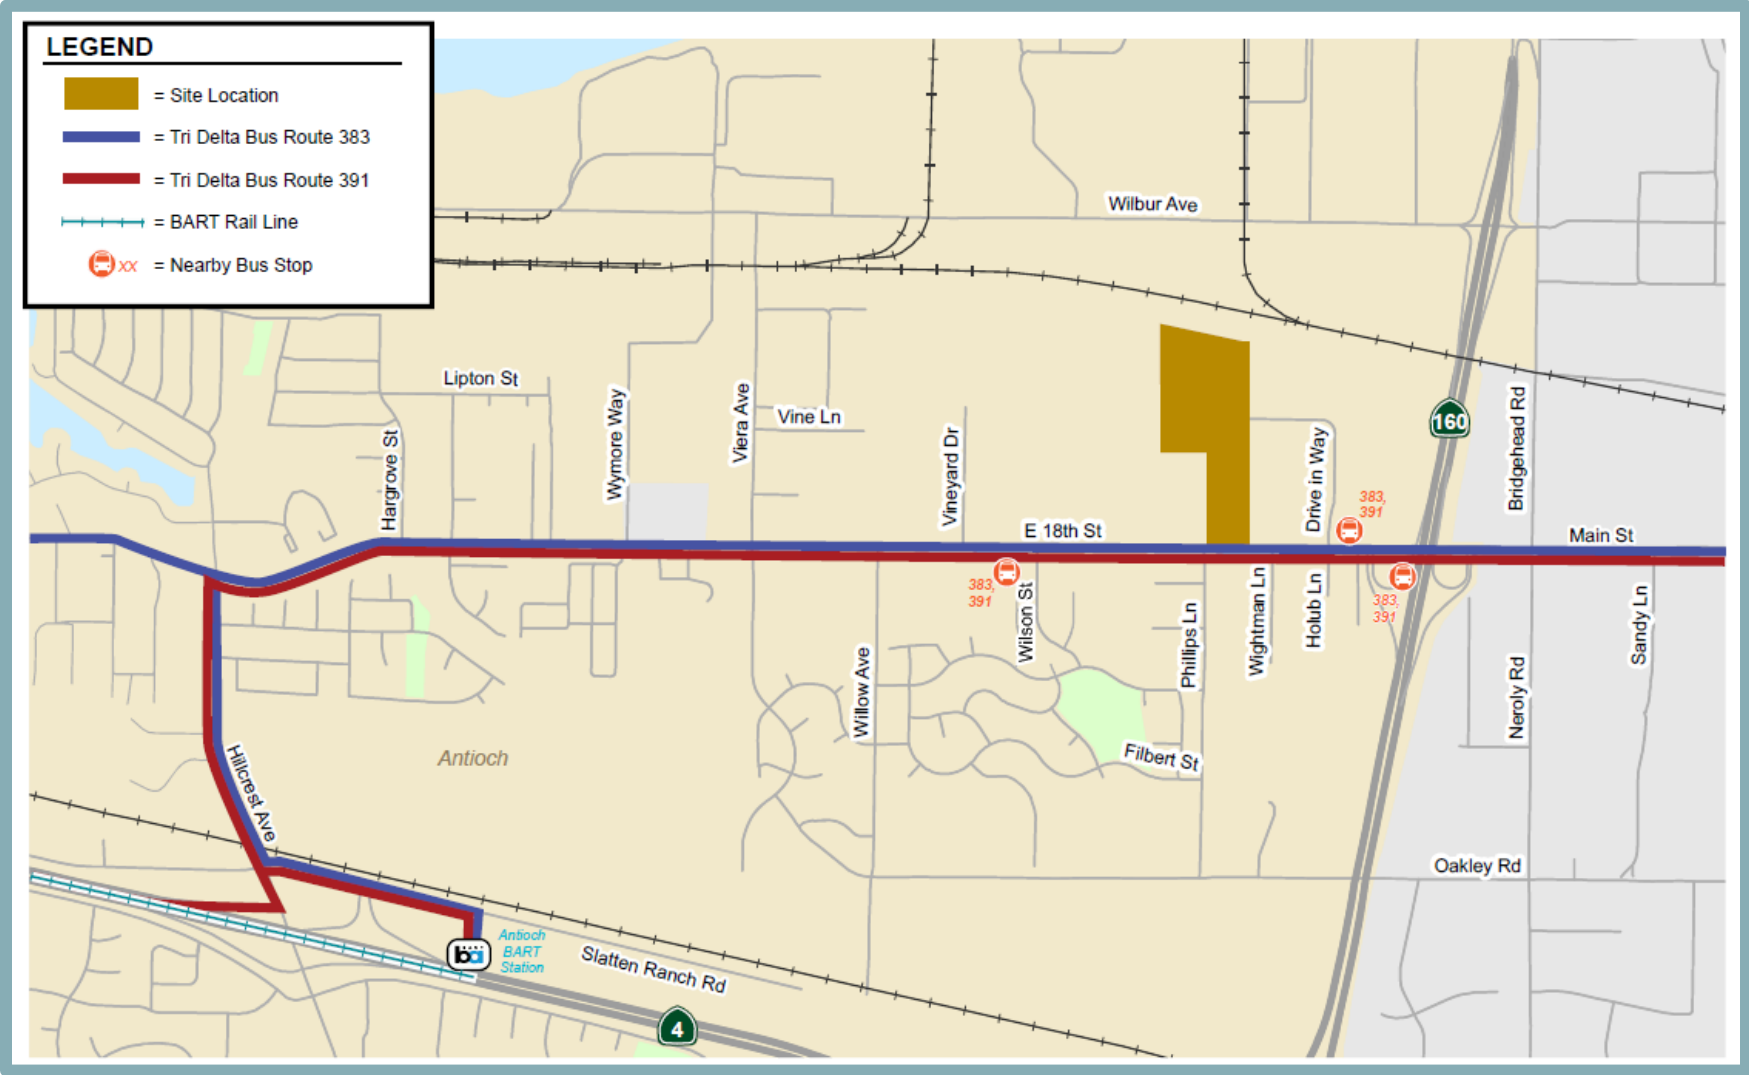 LEGEND
= Site Location
= Tri Delta Bus Route 383
= Tri Delta Bus Route 391
= BART Rail Line
xx = Nearby Bus Stop
Wilbur Ave
Lipton St
Hargrove St
Wymore Way
Viera Ave
Vine Ln
Vineyard Dr
Drive in Way
160
Bridgehead Rd
383,
391
E 18th St
Main St
383,
391
Wilson St
383,
391
Phillips Ln
Wightman Ln
Holub Ln
Sandy Ln
Willow Ave
Neroly Rd
Filbert St
Antioch
Hillcrest Ave
Oakley Rd
ba
Antioch
BART
Station
Slatten Ranch Rd
4